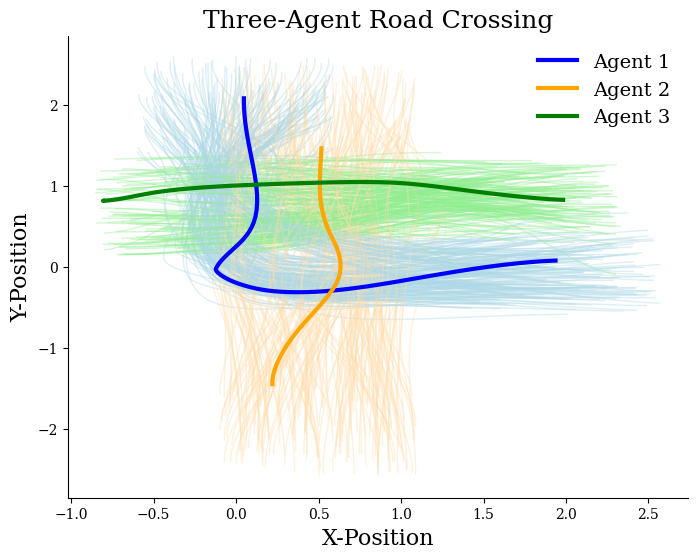 Three-Agent Road Crossing
Agent 1
Agent 2
Agent 3
2
1
0
−1
−2
Y-Position
−1.0 −0.5 0.0 0.5 1.0 1.5 2.0 2.5
X-Position